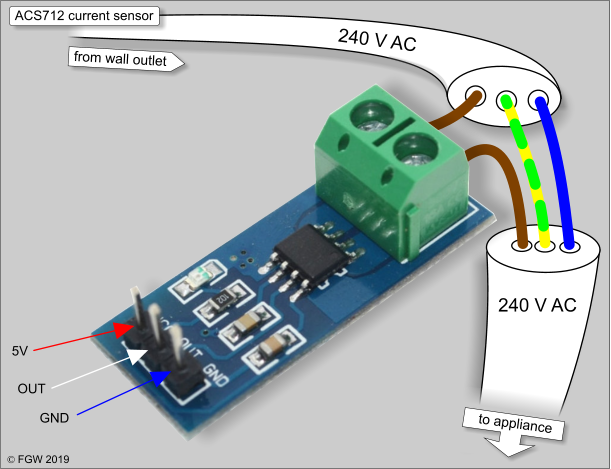 ACS712 current sensor
240 V AC
from wall outlet
240 V AC
5V
OUT
GND
OUT GND
to appliance
© FGW 2019